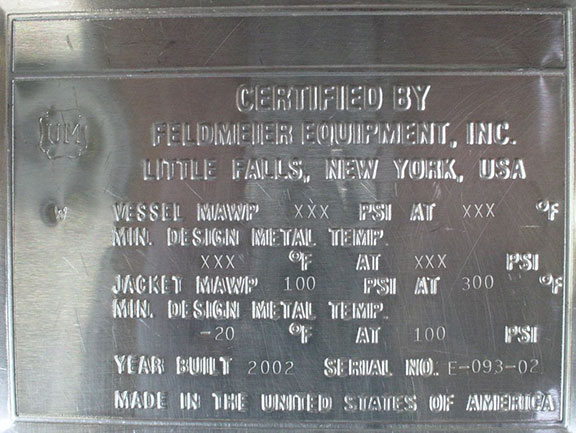 CERTIFIED BY
UM
FELDMEIER EQUIPMENT, INC.
LITTLE FALLS, NEW YORK, USA
W VESSEL MAWP XXX PSI AT XXX °F
MIN. DESIGN METAL TEMP.
XXX °F AT XXX PSI
JACKET MAWP 100 PSI AT 300 °F
MIN. DESIGN METAL TEMP.
-20 °F AT 100 PSI
YEAR BUILT 2002 SERIAL NO. E-093-02
MADE IN THE UNITED STATES OF AMERICA